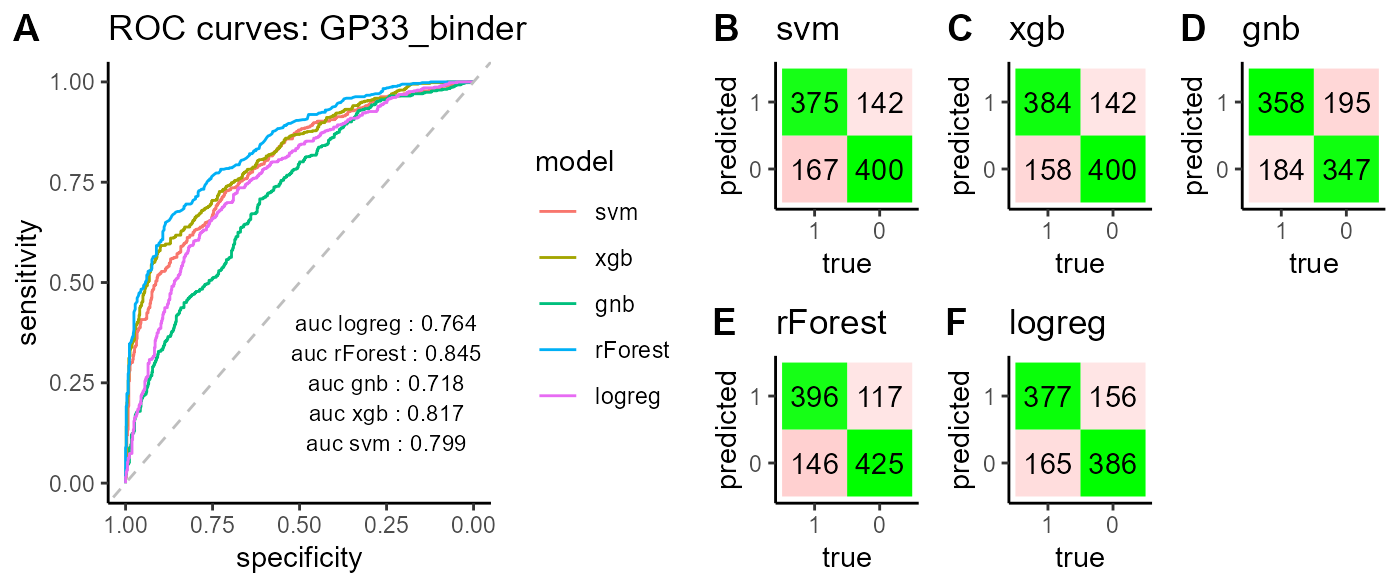 A ROC curves: GP33_binder
sensitivity
1.00
0.75
0.50
0.25
0.00
auc logreg : 0.764
auc rForest : 0.845
auc gnb : 0.718
auc xgb : 0.817
auc svm : 0.799
1.00 0.75 0.50 0.25 0.00
specificity
model
svm
xgb
gnb
rForest
logreg
B svm
predicted
1 375 142
0 167 400
1 0
true
C xgb
predicted
1 384 142
0 158 400
1 0
true
D gnb
predicted
1 358 195
0 184 347
1 0
true
E rForest
predicted
1 396 117
0 146 425
1 0
true
F logreg
predicted
1 377 156
0 165 386
1 0
true